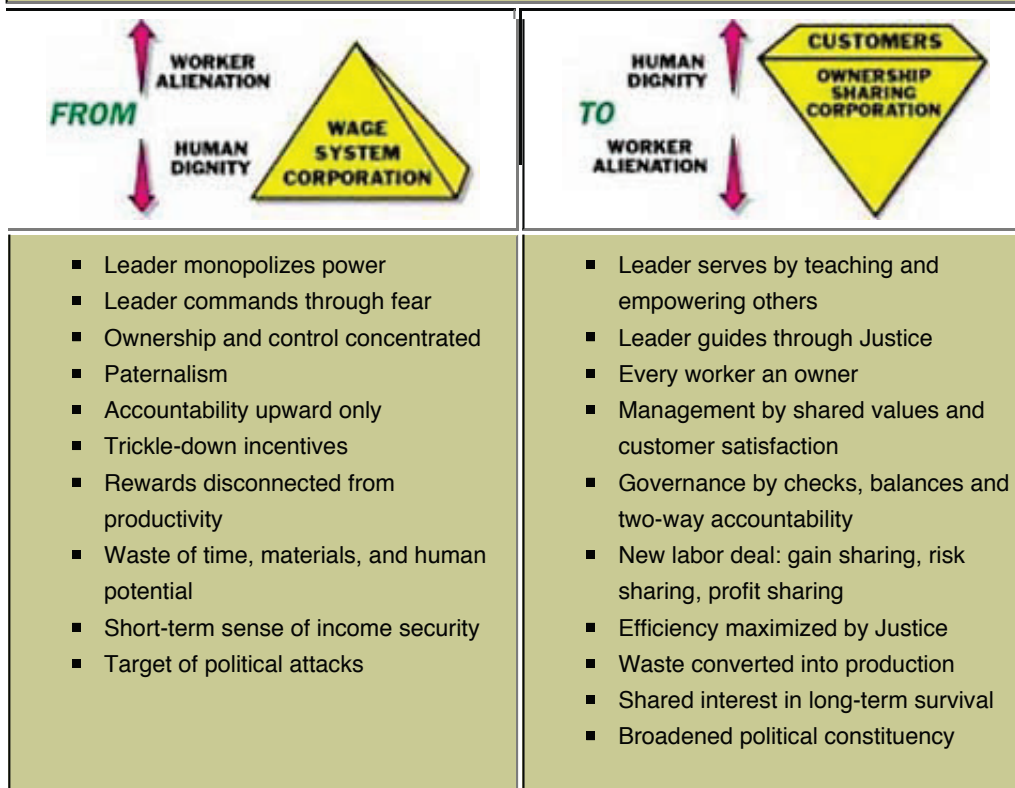 WORKER
ALIENATION
FROM
HUMAN
DIGNITY
WAGE
SYSTEM
CORPORATION
HUMAN
DIGNITY
TO
WORKER
ALIENATION
CUSTOMERS
OWNERSHIP
SHARING
CORPORATION
▪ Leader monopolizes power
▪ Leader commands through fear
▪ Ownership and control concentrated
▪ Paternalism
▪ Accountability upward only
▪ Trickle-down incentives
▪ Rewards disconnected from
productivity
▪ Waste of time, materials, and human
potential
▪ Short-term sense of income security
▪ Target of political attacks
▪ Leader serves by teaching and
empowering others
▪ Leader guides through Justice
▪ Every worker an owner
▪ Management by shared values and
customer satisfaction
▪ Governance by checks, balances and
two-way accountability
▪ New labor deal: gain sharing, risk
sharing, profit sharing
▪ Efficiency maximized by Justice
▪ Waste converted into production
▪ Shared interest in long-term survival
▪ Broadened political constituency